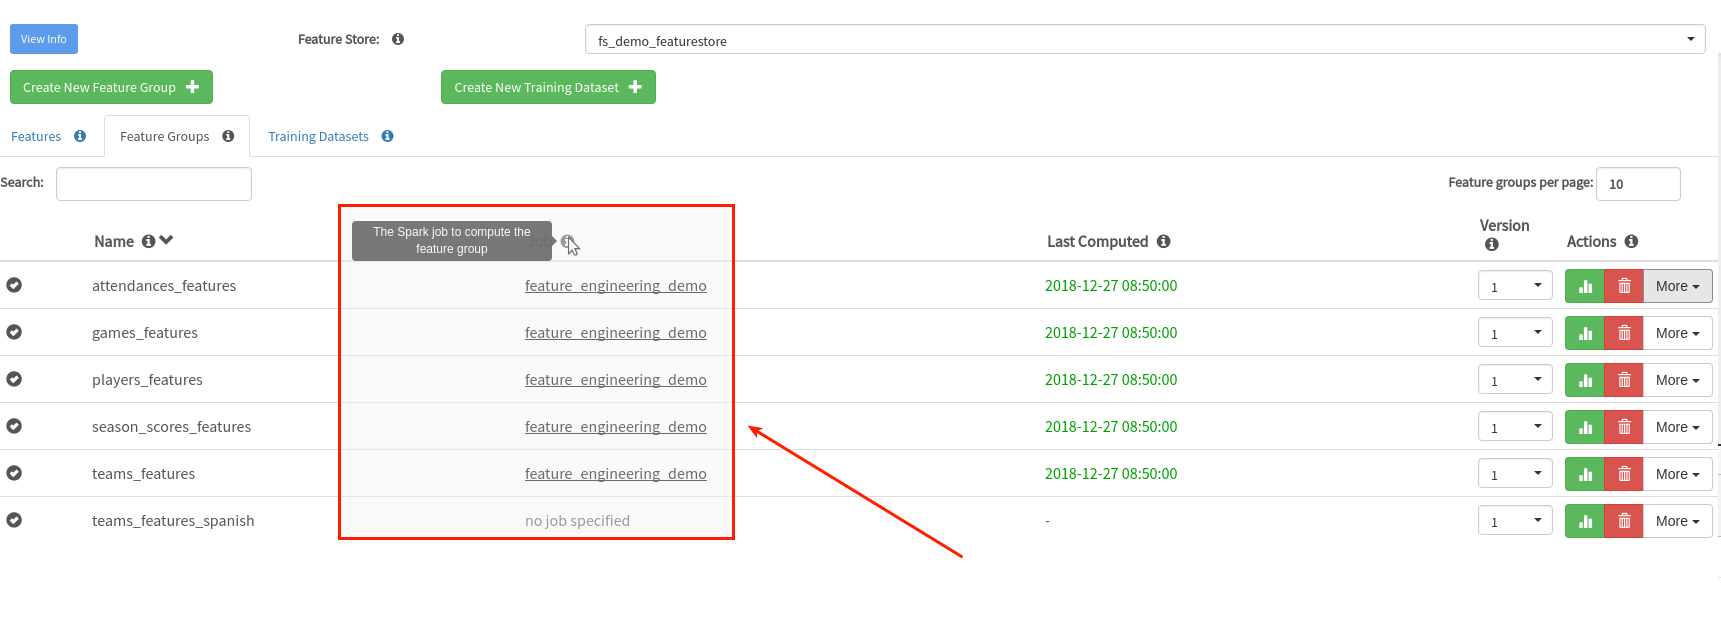 View Info
Feature Store:
fs_demo_featurestore
Create New Feature Group
Create New Training Dataset
Features
Feature Groups
Training Datasets
Search:
Feature groups per page:
10
Name
The Spark job to compute the
feature group
Job
Last Computed
Version
Actions
attendances_features feature_engineering_demo 2018-12-27 08:50:00 1 More
games_features feature_engineering_demo 2018-12-27 08:50:00 1 More
players_features feature_engineering_demo 2018-12-27 08:50:00 1 More
season_scores_features feature_engineering_demo 2018-12-27 08:50:00 1 More
teams_features feature_engineering_demo 2018-12-27 08:50:00 1 More
teams_features_spanish no job specified - 1 More